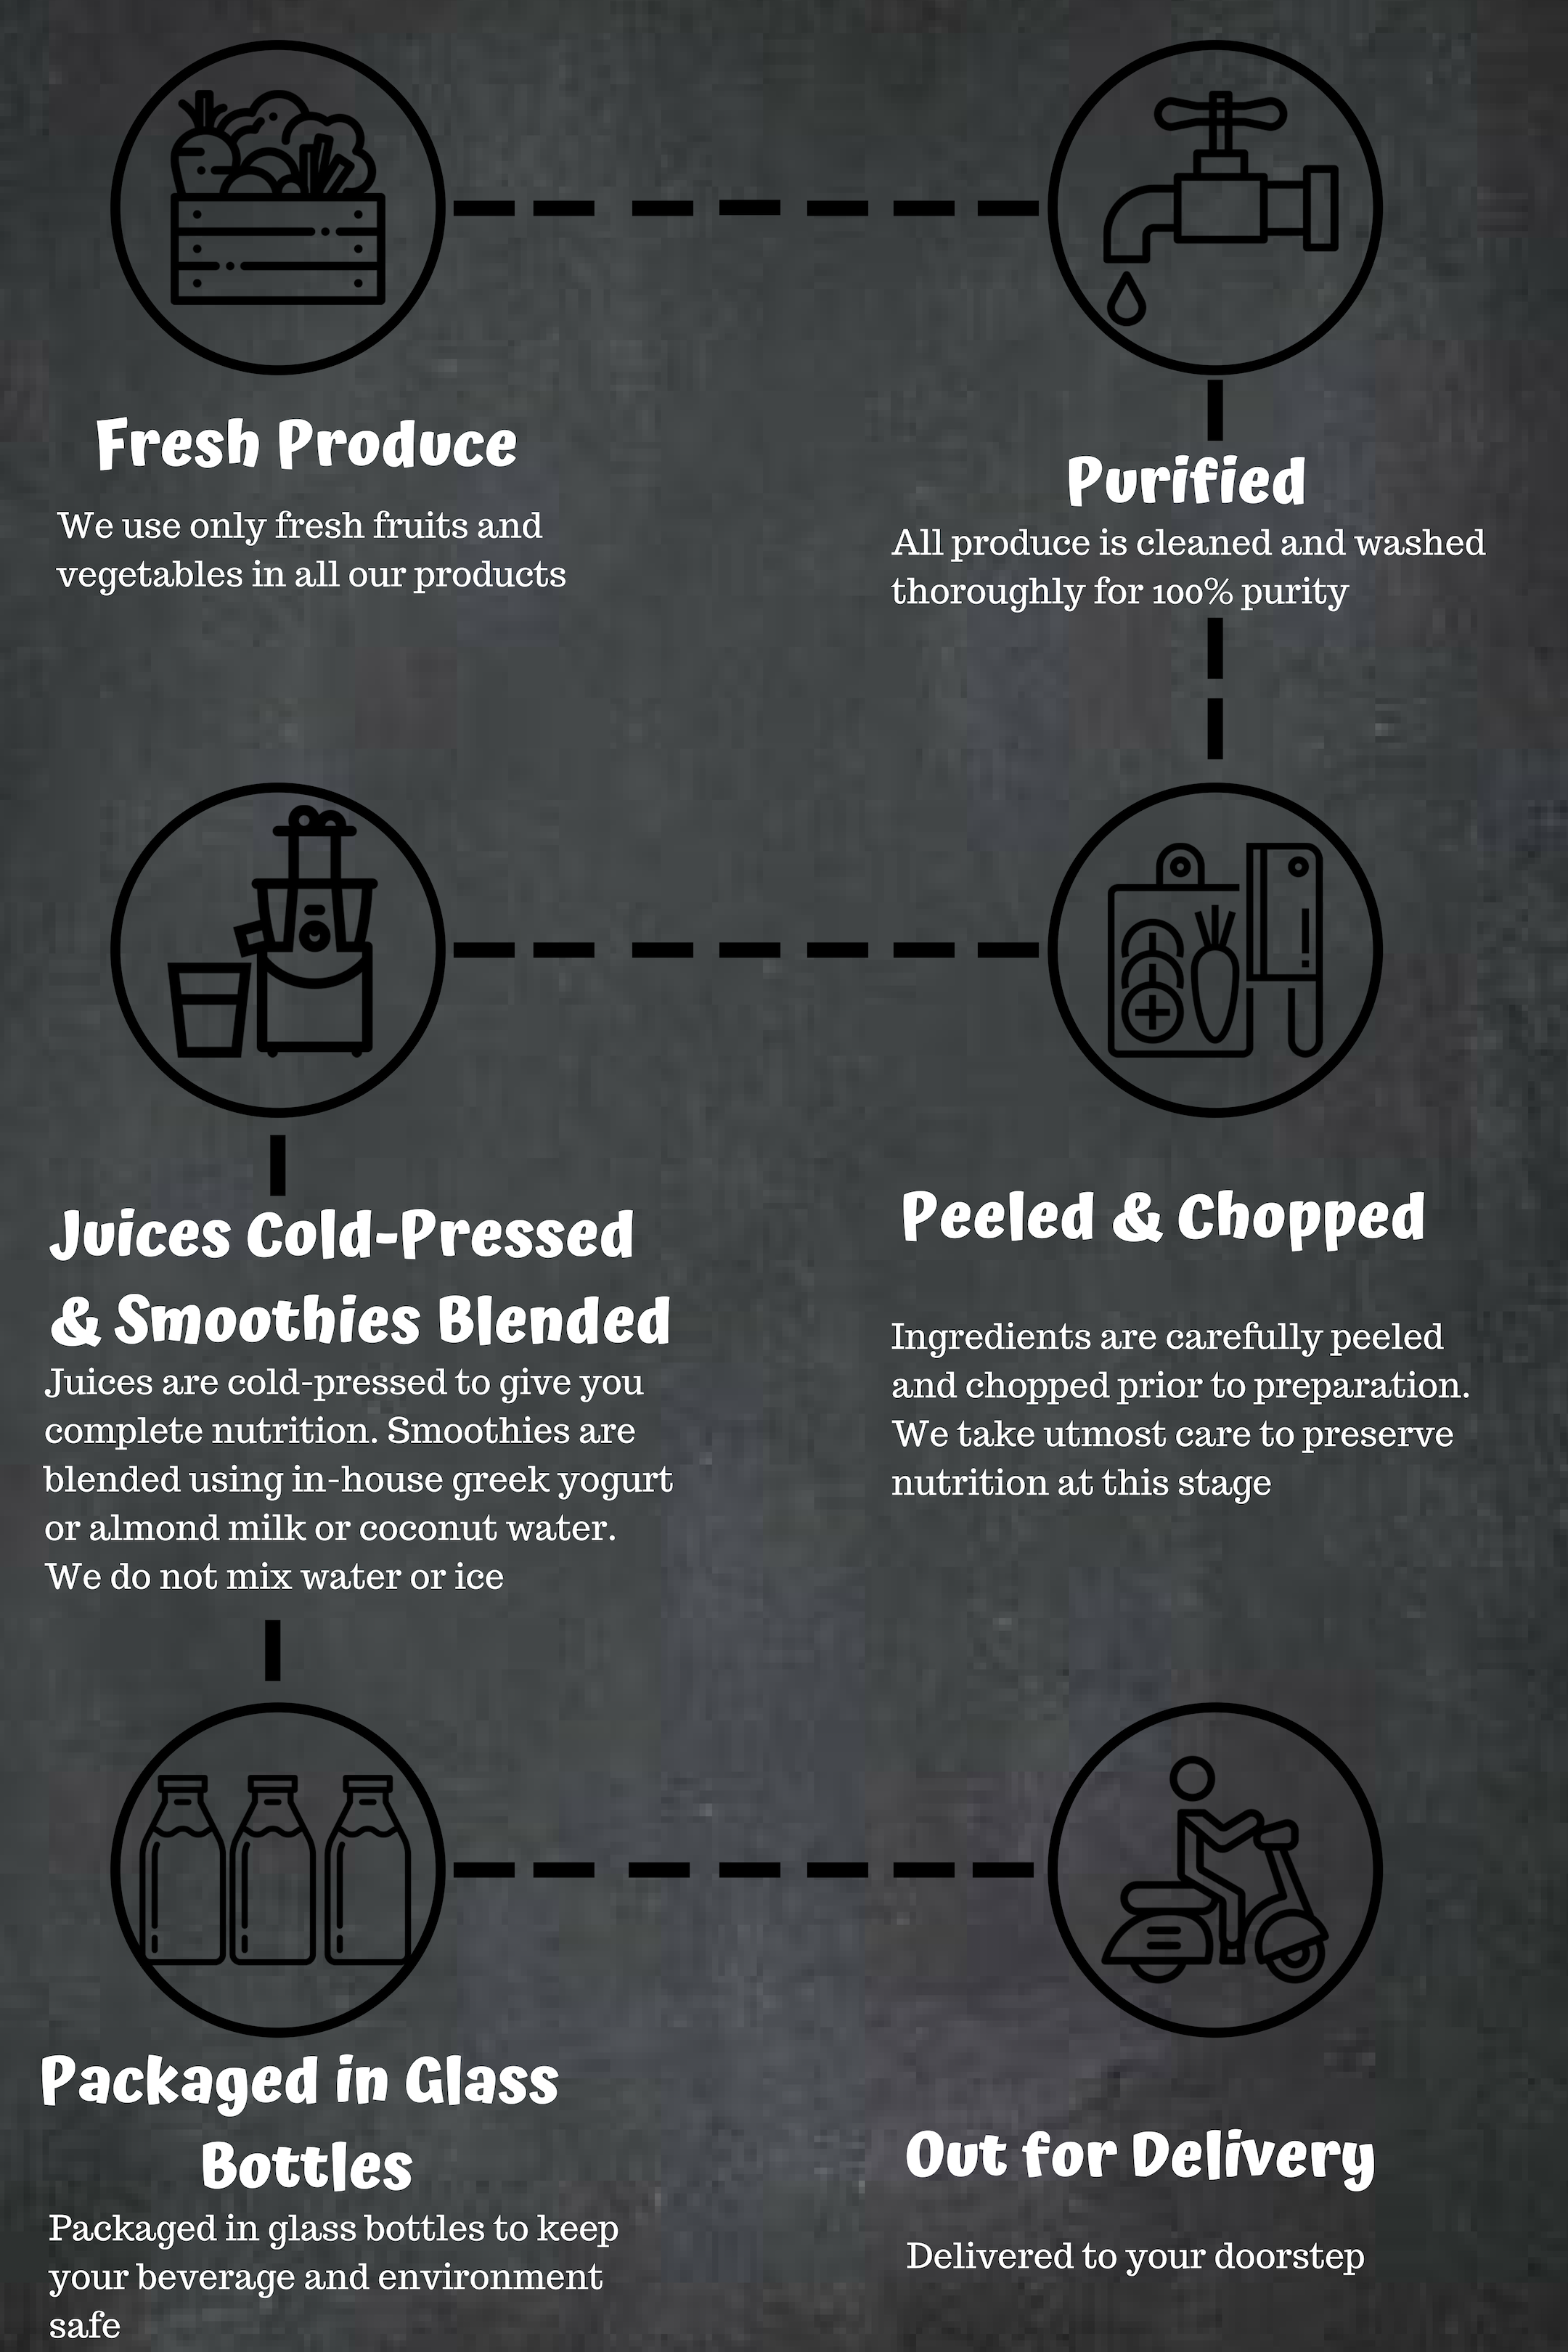 Fresh Produce
We use only fresh fruits and
vegetables in all our products
Purified
All produce is cleaned and washed
thoroughly for 100% purity
Peeled & Chopped
Ingredients are carefully peeled
and chopped prior to preparation.
We take utmost care to preserve
nutrition at this stage
Juices Cold-Pressed
& Smoothies Blended
Juices are cold-pressed to give you
complete nutrition. Smoothies are
blended using in-house greek yogurt
or almond milk or coconut water.
We do not mix water or ice
Packaged in Glass
Bottles
Packaged in glass bottles to keep
your beverage and environment
safe
Out for Delivery
Delivered to your doorstep